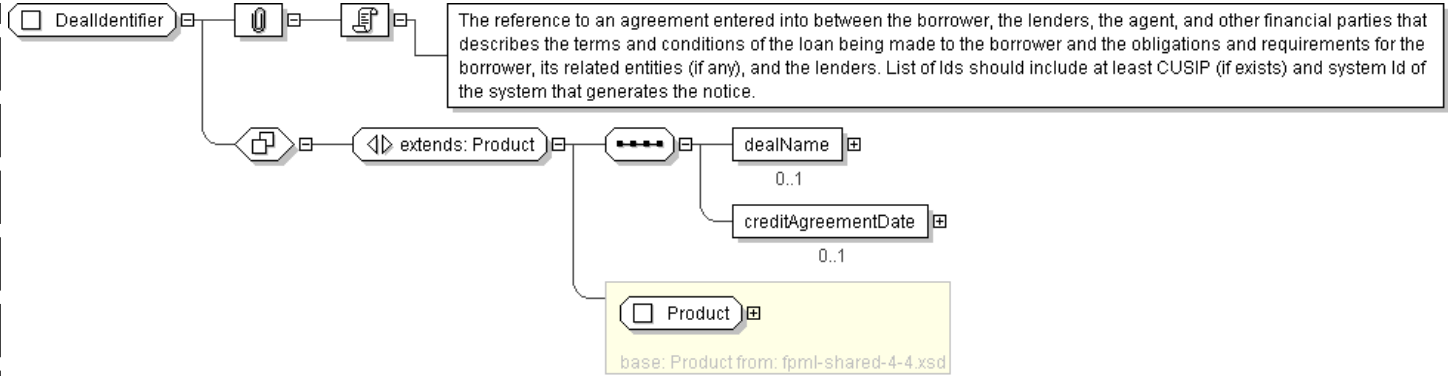 DealIdentifier
The reference to an agreement entered into between the borrower, the lenders, the agent, and other financial parties that
describes the terms and conditions of the loan being made to the borrower and the obligations and requirements for the
borrower, its related entities (if any), and the lenders. List of Ids should include at least CUSIP (if exists) and system Id of
the system that generates the notice.
extends: Product
dealName
0..1
creditAgreementDate
0..1
Product
base: Product from: fpml-shared-4-4.xsd